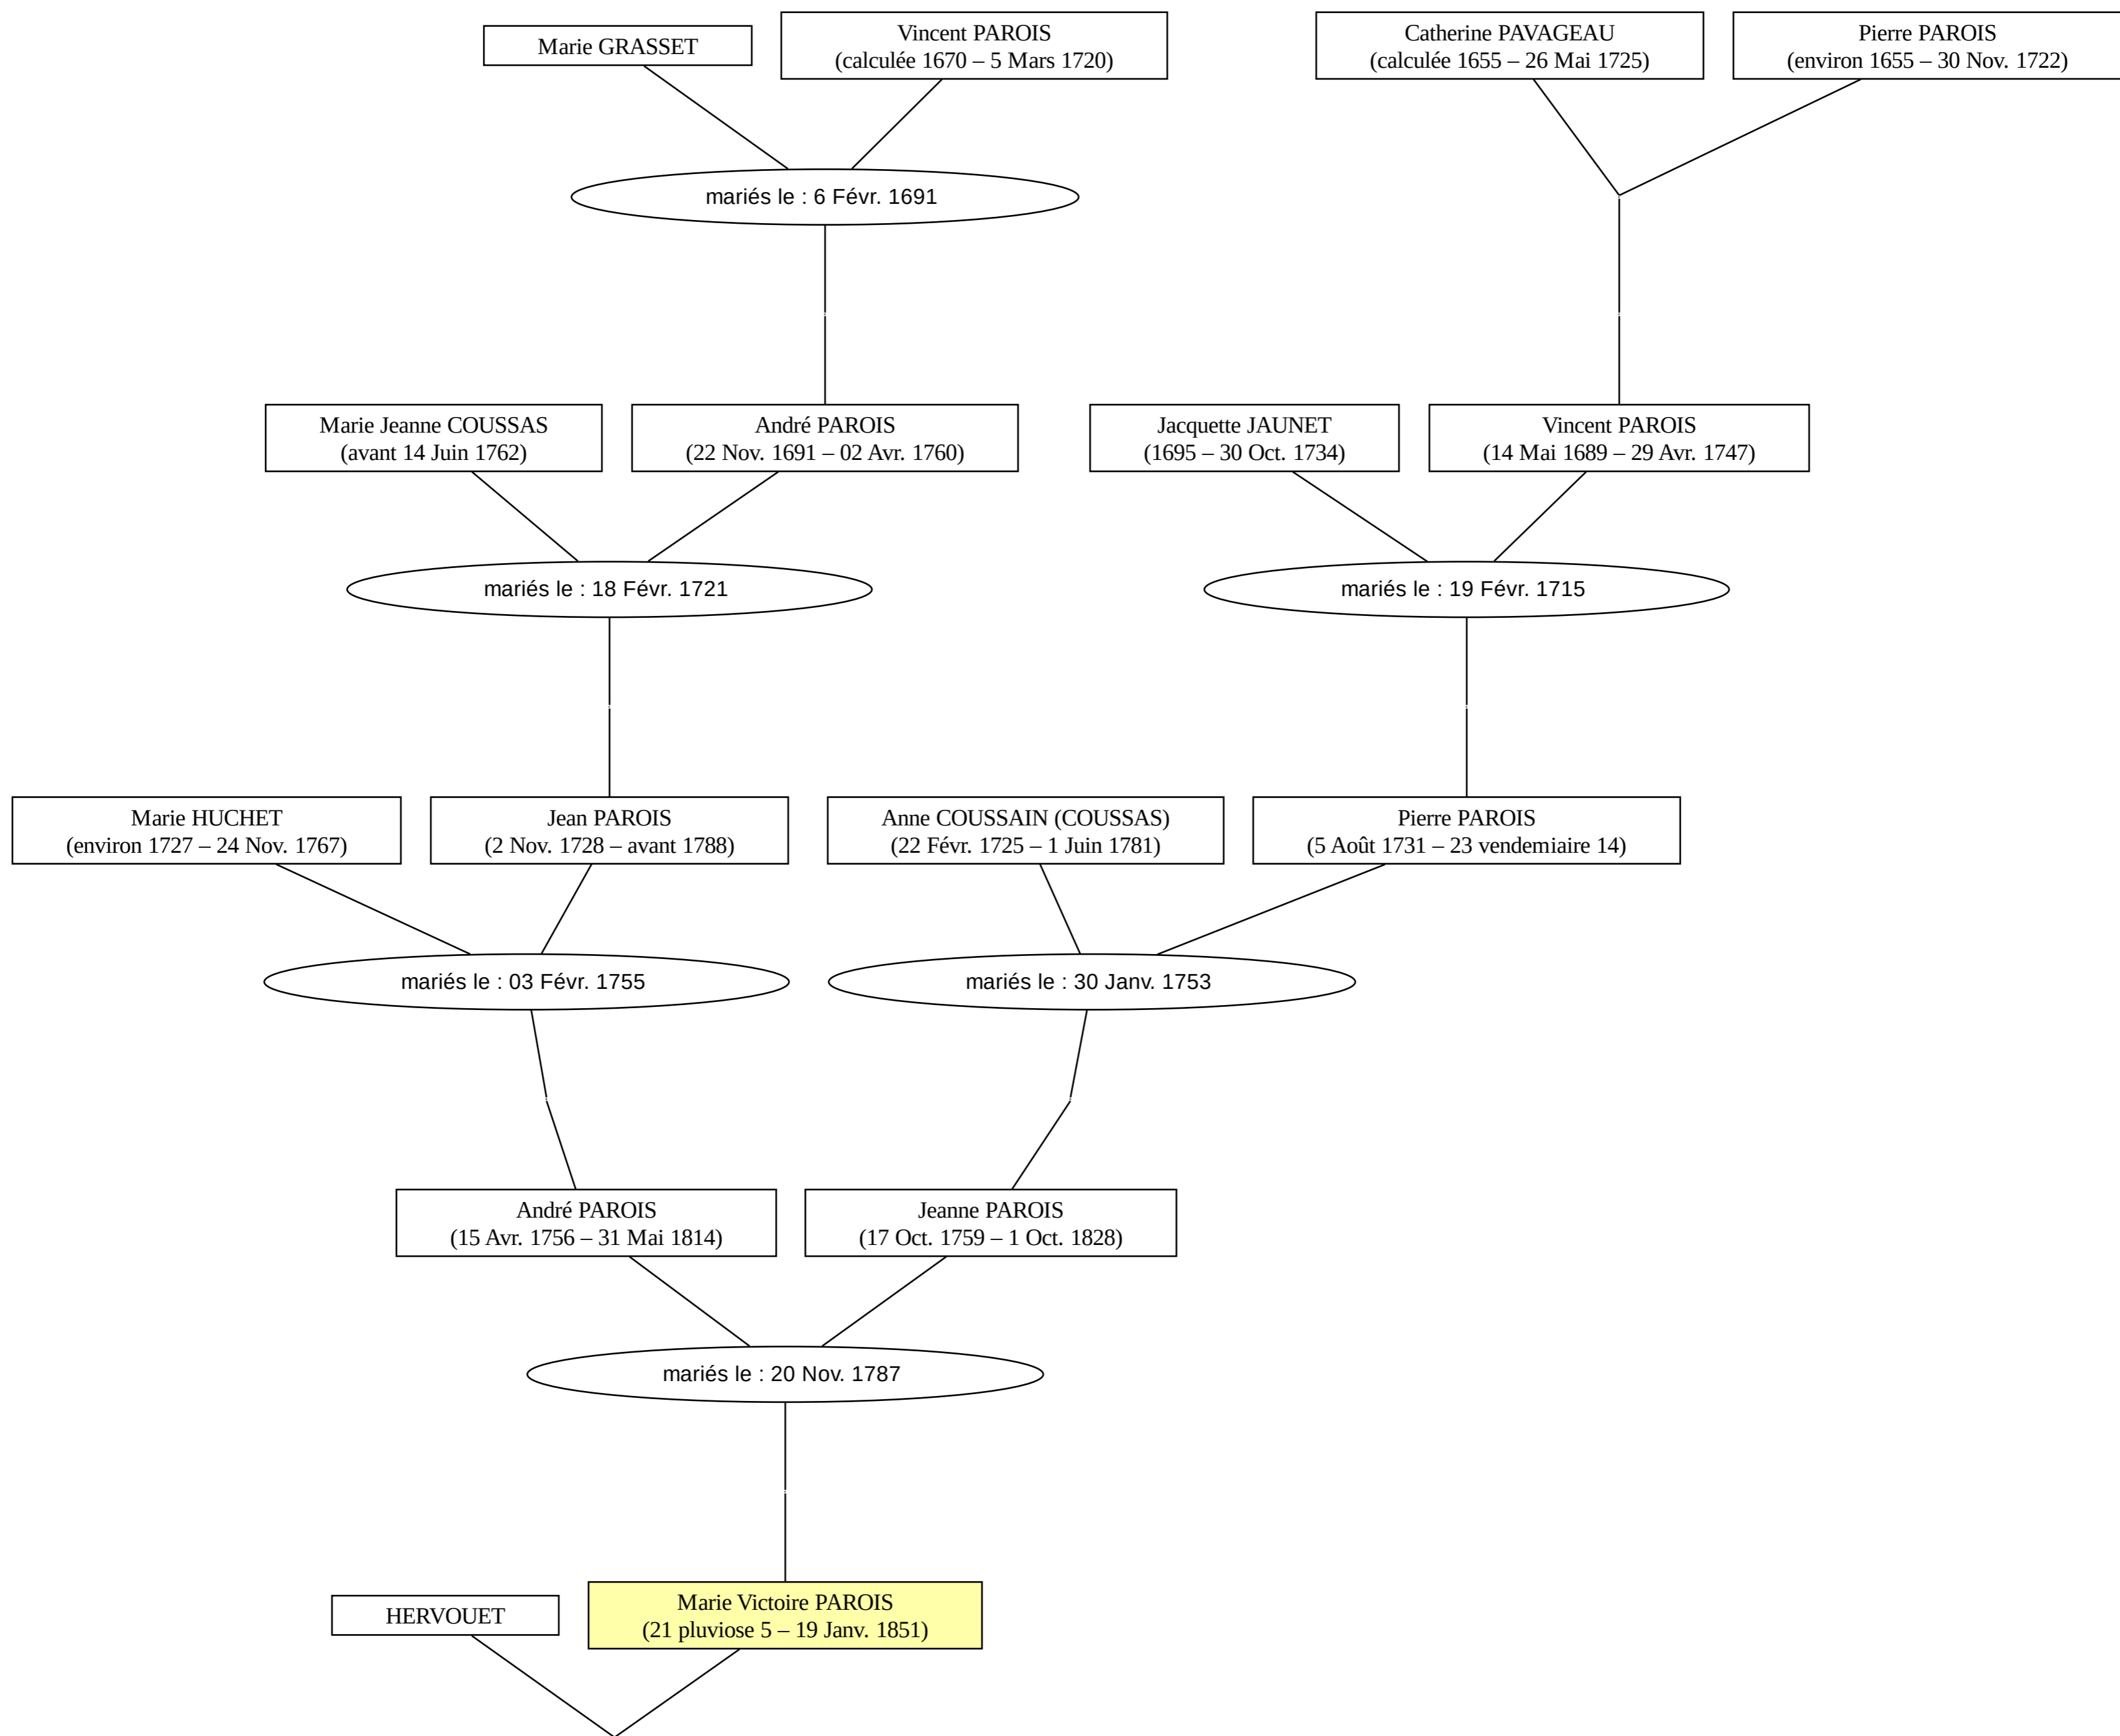 Marie GRASSET
Vincent PAROIS
(calculée 1670 – 5 Mars 1720)
Catherine PAVAGEAU
(calculée 1655 – 26 Mai 1725)
Pierre PAROIS
(environ 1655 – 30 Nov. 1722)
mariés le : 6 Févr. 1691
Marie Jeanne COUSSAS
(avant 14 Juin 1762)
André PAROIS
(22 Nov. 1691 – 02 Avr. 1760)
Jacquette JAUNET
(1695 – 30 Oct. 1734)
Vincent PAROIS
(14 Mai 1689 – 29 Avr. 1747)
mariés le : 18 Févr. 1721
mariés le : 19 Févr. 1715
Marie HUCHET
(environ 1727 – 24 Nov. 1767)
Jean PAROIS
(2 Nov. 1728 – avant 1788)
Anne COUSSAIN (COUSSAS)
(22 Févr. 1725 – 1 Juin 1781)
Pierre PAROIS
(5 Août 1731 – 23 vendemiaire 14)
mariés le : 03 Févr. 1755
mariés le : 30 Janv. 1753
André PAROIS
(15 Avr. 1756 – 31 Mai 1814)
Jeanne PAROIS
(17 Oct. 1759 – 1 Oct. 1828)
mariés le : 20 Nov. 1787
HERVOUET
Marie Victoire PAROIS
(21 pluviose 5 – 19 Janv. 1851)